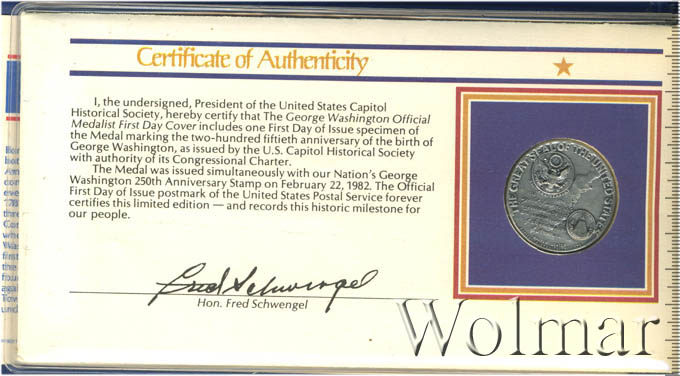 Certificate of Authenticity
I, the undersigned, President of the United States Capitol
Historical Society, hereby certify that The George Washington Official
Medalist First Day Cover includes one First Day of Issue specimen of
the Medal marking the two-hundred fiftieth anniversary of the birth of
George Washington, as issued by the U.S. Capitol Historical Society
with authority of its Congressional Charter.
The Medal was issued simultaneously with our Nation's George
Washington 250th Anniversary Stamp on February 22, 1982. The Official
First Day of Issue postmark of the United States Postal Service forever
certifies this limited edition — and records this historic milestone for
our people.
Fred Schwengel
Hon. Fred Schwengel
THE GREAT SEAL OF THE UNITED STATES
Wolmar